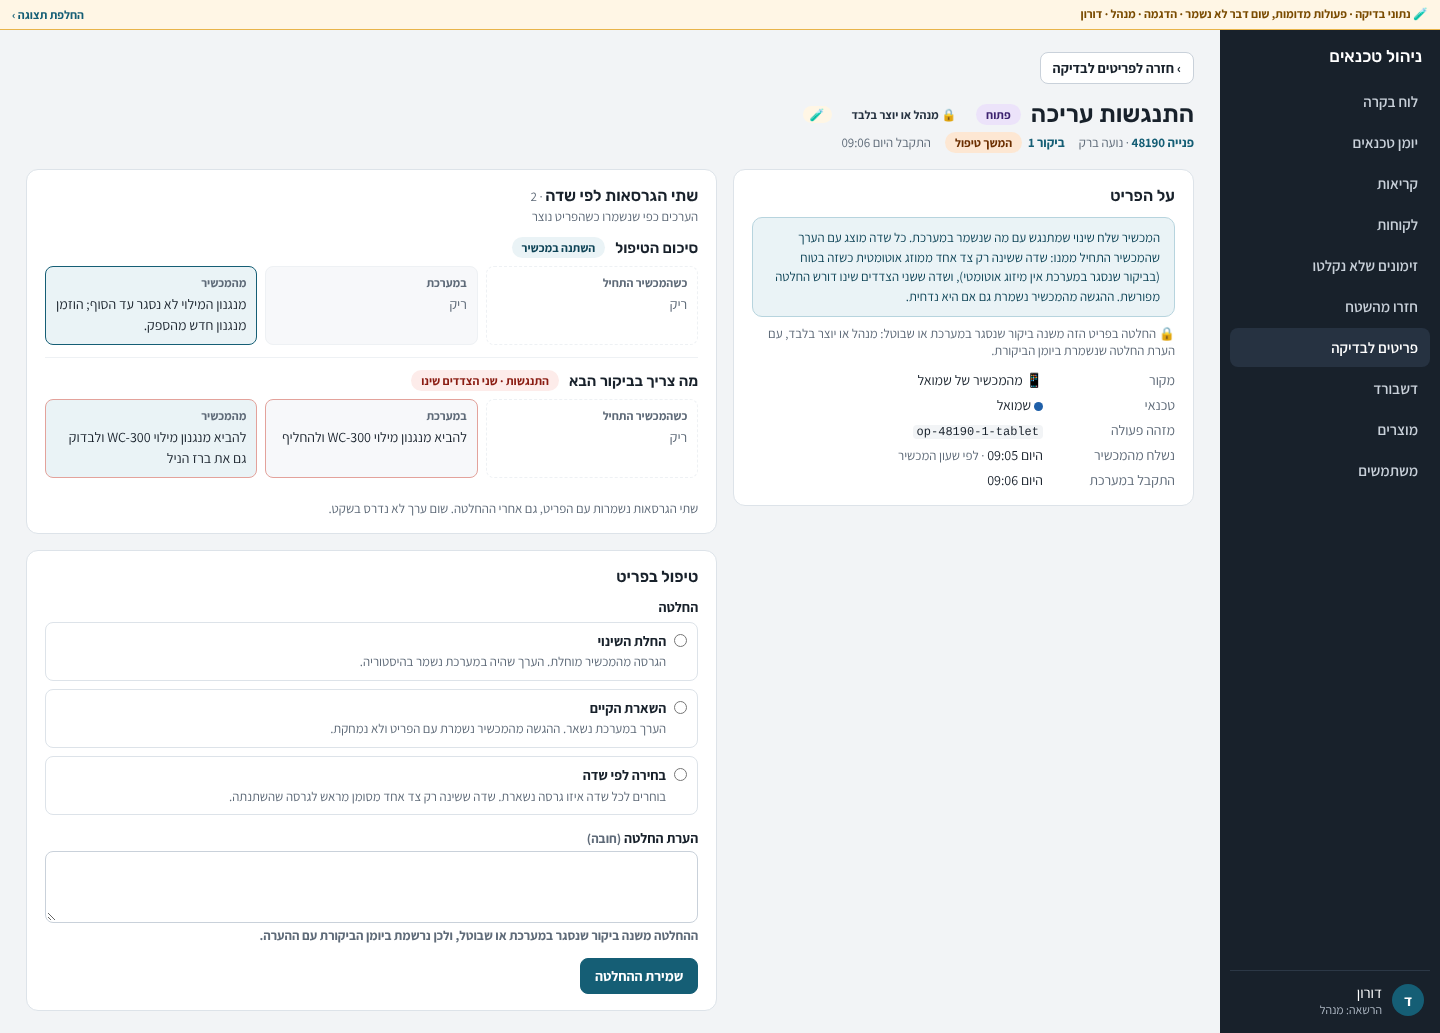 🧪 נתוני בדיקה · פעולות מדומות, שום דבר לא נשמר · הדגמה · מנהל · דורון
החלפת תצוגה ›
ניהול טכנאים
לוח בקרה
יומן טכנאים
קריאות
לקוחות
זימונים שלא נקלטו
חזרו מהשטח
פריטים לבדיקה
דשבורד
מוצרים
משתמשים
ד
דורון
הרשאה: מנהל
› חזרה לפריטים לבדיקה
התנגשות עריכה פתוח 🔒 מנהל או יוצר בלבד 🧪
פנייה 48190 · נועה ברק ביקור 1 המשך טיפול התקבל היום 09:06
על הפריט
המכשיר שלח שינוי שמתנגש עם מה שנשמר במערכת. כל שדה מוצג עם הערך
שהמכשיר התחיל ממנו: שדה ששינה רק צד אחד ממוזג אוטומטית כשזה בטוח
(בביקור שנסגר במערכת אין מיזוג אוטומטי), ושדה ששני הצדדים שינו דורש החלטה
מפורשת. ההגשה מהמכשיר נשמרת גם אם היא נדחית.
🔒 החלטה בפריט הזה משנה ביקור שנסגר במערכת או שבוטל: מנהל או יוצר בלבד, עם
הערת החלטה שנשמרת ביומן הביקורת.
מקור 📱 מהמכשיר של שמואל
טכנאי שמואל
מזהה פעולה op-48190-1-tablet
נשלח מהמכשיר היום 09:05 · לפי שעון המכשיר
התקבל במערכת היום 09:06
שתי הגרסאות לפי שדה · 2
הערכים כפי שנשמרו כשהפריט נוצר
סיכום הטיפול השתנה במכשיר
כשהמכשיר התחיל
ריק
במערכת
ריק
מהמכשיר
מנגנון המילוי לא נסגר עד הסוף; הוזמן
מנגנון חדש מהספק.
מה צריך בביקור הבא התנגשות · שני הצדדים שינו
כשהמכשיר התחיל
ריק
במערכת
להביא מנגנון מילוי WC-300 ולהחליף
מהמכשיר
להביא מנגנון מילוי WC-300 ולבדוק
גם את ברז הניל
שתי הגרסאות נשמרות עם הפריט, גם אחרי ההחלטה. שום ערך לא נדרס בשקט.
טיפול בפריט
החלטה
החלת השינוי
הגרסה מהמכשיר מוחלת. הערך שהיה במערכת נשמר בהיסטוריה.
השארת הקיים
הערך במערכת נשאר. ההגשה מהמכשיר נשמרת עם הפריט ולא נמחקת.
בחירה לפי שדה
בוחרים לכל שדה איזו גרסה נשארת. שדה ששינה רק צד אחד מסומן מראש לגרסה שהשתנתה.
הערת החלטה (חובה)
ההחלטה משנה ביקור שנסגר במערכת או שבוטל, ולכן נרשמת ביומן הביקורת עם ההערה.
שמירת ההחלטה